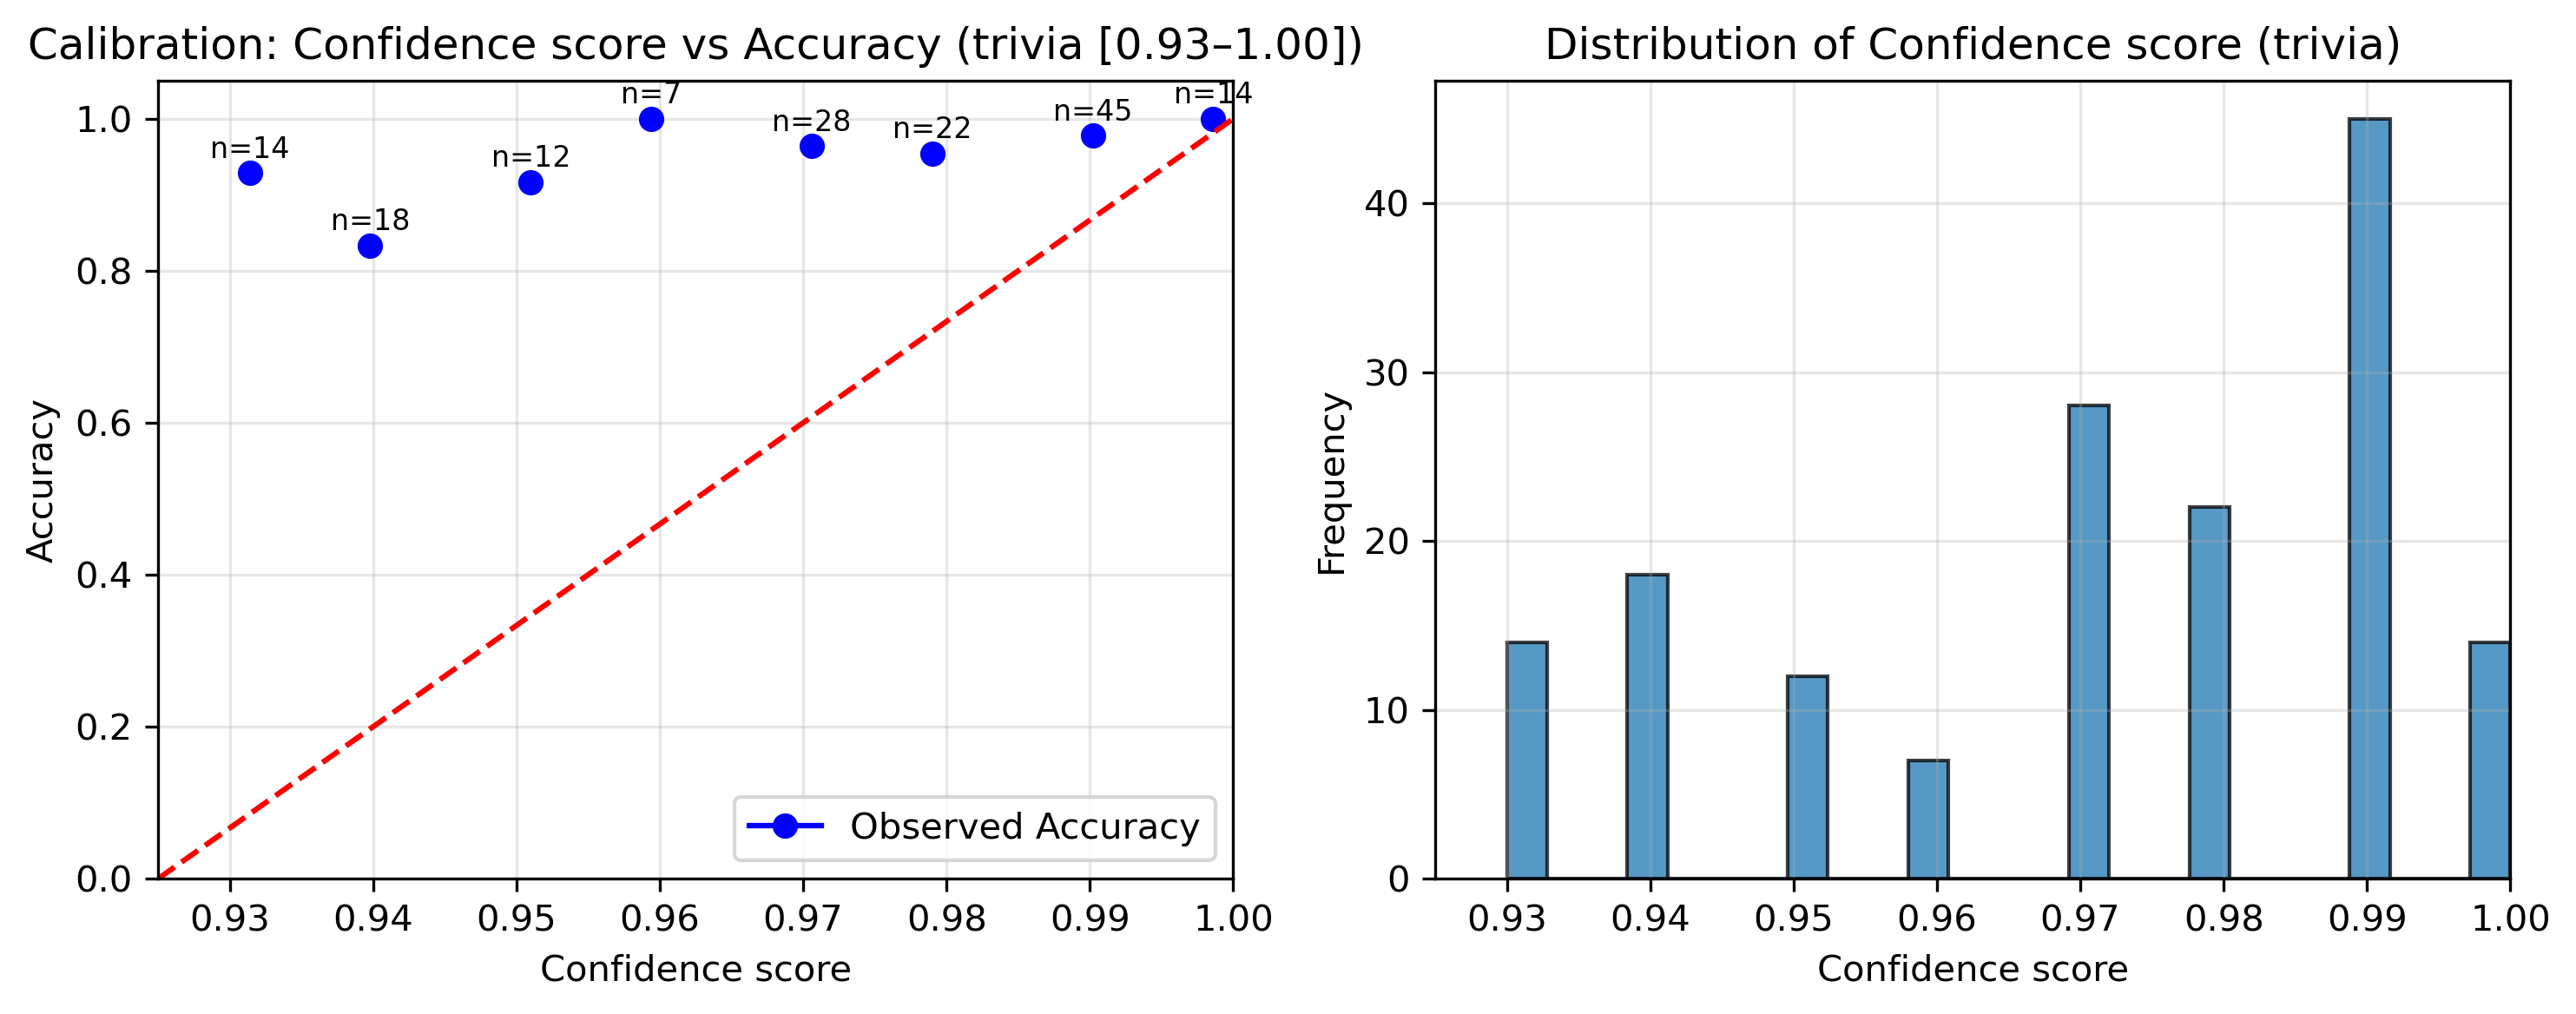 Calibration: Confidence score vs Accuracy (trivia [0.93–1.00])
n=14
n=18
n=12
n=7
n=28
n=22
n=45
n=14
1.0
0.8
0.6
0.4
0.2
0.0
Accuracy
Observed Accuracy
0.93 0.94 0.95 0.96 0.97 0.98 0.99 1.00
Confidence score
Distribution of Confidence score (trivia)
40
30
20
10
0
Frequency
0.93 0.94 0.95 0.96 0.97 0.98 0.99 1.00
Confidence score